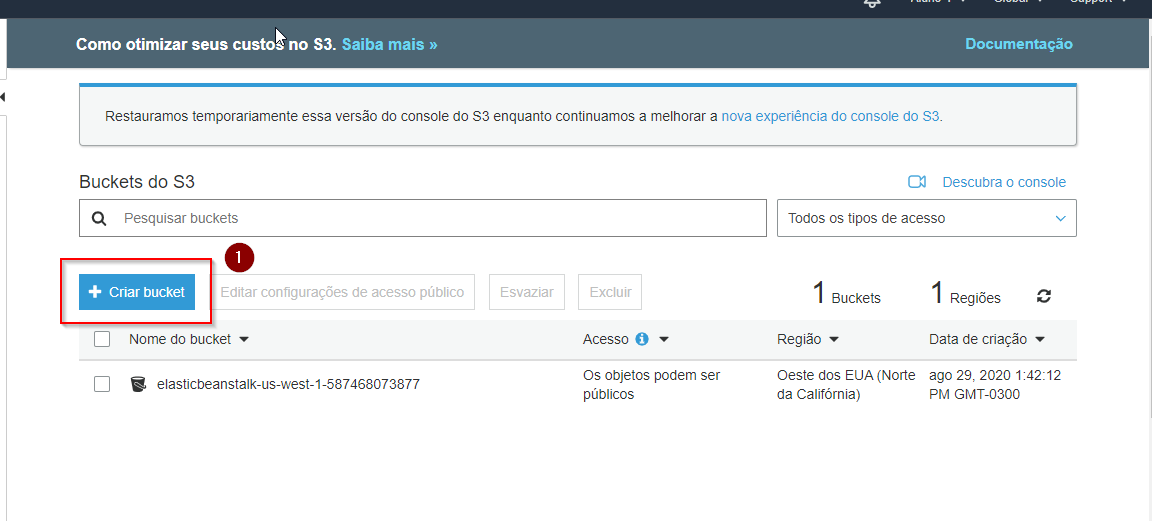 Como otimizar seus custos no S3. Saiba mais »
Documentação
Restauramos temporariamente essa versão do console do S3 enquanto continuamos a melhorar a nova experiência do console do S3.
Buckets do S3
Descubra o console
Pesquisar buckets
Todos os tipos de acesso
1
Criar bucket
Editar configurações de acesso público
Esvaziar
Excluir
1 Buckets
1 Regiões
Nome do bucket
Acesso
Região
Data de criação
elasticbeanstalk-us-west-1-587468073877
Os objetos podem ser
públicos
Oeste dos EUA (Norte
da Califórnia)
ago 29, 2020 1:42:12
PM GMT-0300